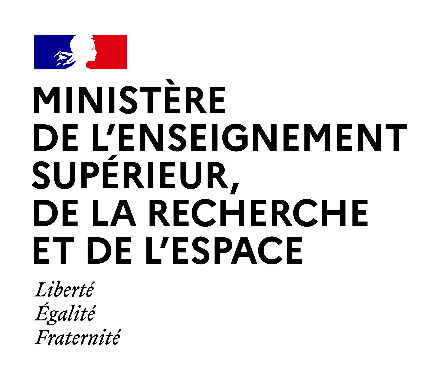 MINISTÈRE
DE L’ENSEIGNEMENT
SUPÉRIEUR,
DE LA RECHERCHE
ET DE L’ESPACE
Liberté
Égalité
Fraternité